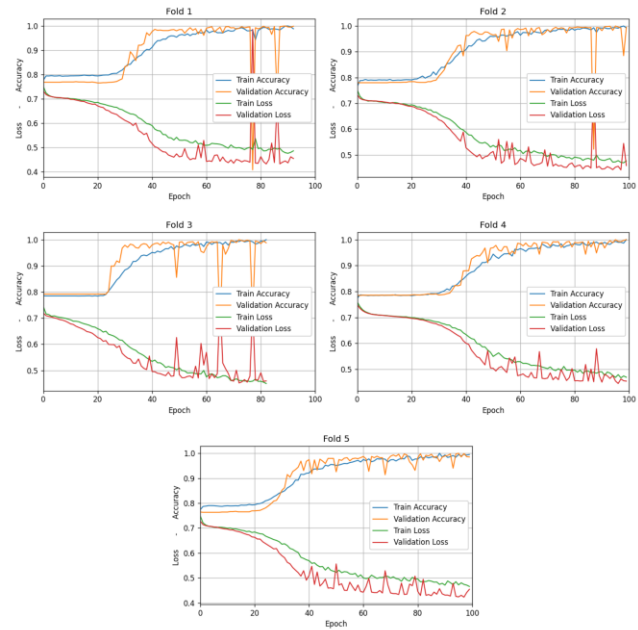 Fold 1
1.0
0.9
0.8
0.7
0.6
0.5
0.4
Loss - Accuracy
Train Accuracy
Validation Accuracy
Train Loss
Validation Loss
0 20 40 60 80 100
Epoch
Fold 2
1.0
0.9
0.8
0.7
0.6
0.5
Loss - Accuracy
Train Accuracy
Validation Accuracy
Train Loss
Validation Loss
0 20 40 60 80 100
Epoch
Fold 3
1.0
0.9
0.8
0.7
0.6
0.5
Loss - Accuracy
Train Accuracy
Validation Accuracy
Train Loss
Validation Loss
0 20 40 60 80 100
Epoch
Fold 4
1.0
0.9
0.8
0.7
0.6
0.5
Loss - Accuracy
Train Accuracy
Validation Accuracy
Train Loss
Validation Loss
0 20 40 60 80 100
Epoch
Fold 5
1.0
0.9
0.8
0.7
0.6
0.5
0.4
Loss - Accuracy
Train Accuracy
Validation Accuracy
Train Loss
Validation Loss
0 20 40 60 80 100
Epoch